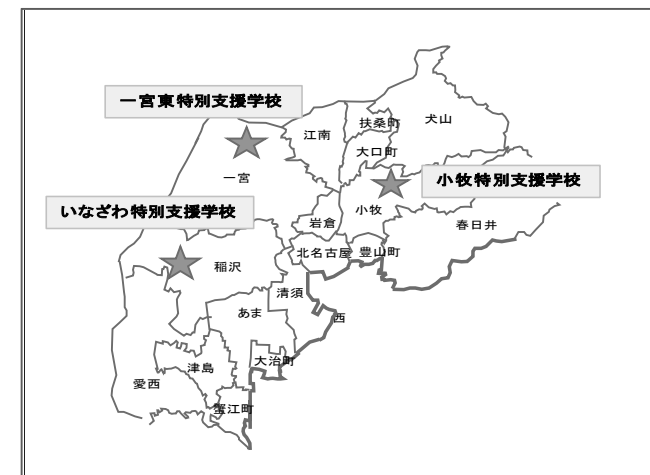 一宮東特別支援学校
江南
扶桑町
犬山
大口町
一宮
小牧特別支援学校
いなざわ特別支援学校
岩倉
小牧
春日井
北名古屋
豊山町
稲沢
清須
あま
西
大治町
津島
愛西
蟹江町